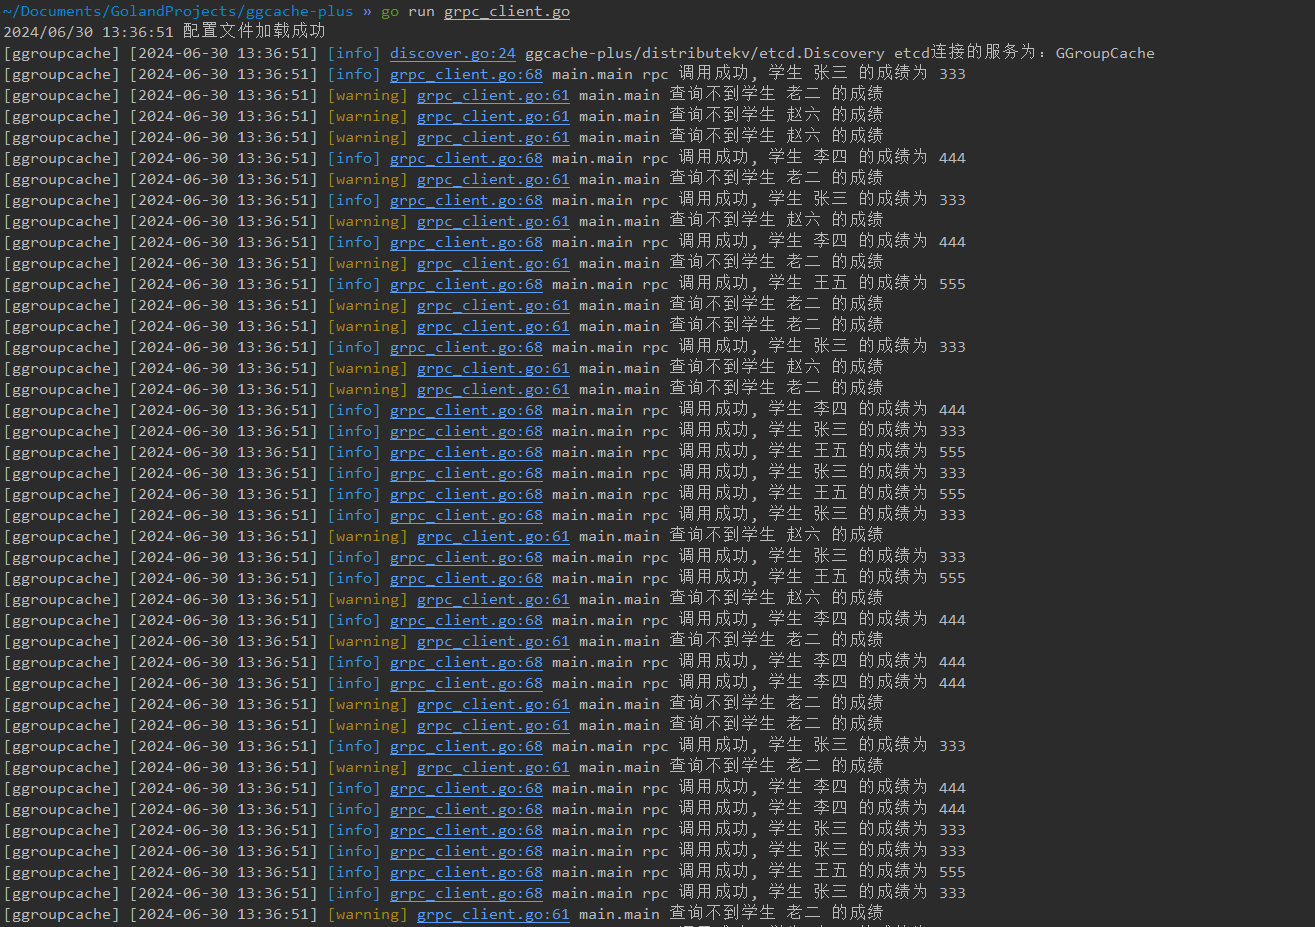 ~/Documents/GolandProjects/ggcache-plus » go run grpc_client.go
2024/06/30 13:36:51 配置文件加载成功
[ggroupcache] [2024-06-30 13:36:51] [info] discover.go:24 ggcache-plus/distributekv/etcd.Discovery etcd连接的服务为：GGroupCache
[ggroupcache] [2024-06-30 13:36:51] [info] grpc_client.go:68 main.main rpc 调用成功, 学生 张三 的成绩为 333
[ggroupcache] [2024-06-30 13:36:51] [warning] grpc_client.go:61 main.main 查询不到学生 老二 的成绩
[ggroupcache] [2024-06-30 13:36:51] [warning] grpc_client.go:61 main.main 查询不到学生 赵六 的成绩
[ggroupcache] [2024-06-30 13:36:51] [warning] grpc_client.go:61 main.main 查询不到学生 赵六 的成绩
[ggroupcache] [2024-06-30 13:36:51] [info] grpc_client.go:68 main.main rpc 调用成功, 学生 李四 的成绩为 444
[ggroupcache] [2024-06-30 13:36:51] [warning] grpc_client.go:61 main.main 查询不到学生 老二 的成绩
[ggroupcache] [2024-06-30 13:36:51] [info] grpc_client.go:68 main.main rpc 调用成功, 学生 张三 的成绩为 333
[ggroupcache] [2024-06-30 13:36:51] [warning] grpc_client.go:61 main.main 查询不到学生 赵六 的成绩
[ggroupcache] [2024-06-30 13:36:51] [info] grpc_client.go:68 main.main rpc 调用成功, 学生 李四 的成绩为 444
[ggroupcache] [2024-06-30 13:36:51] [warning] grpc_client.go:61 main.main 查询不到学生 老二 的成绩
[ggroupcache] [2024-06-30 13:36:51] [info] grpc_client.go:68 main.main rpc 调用成功, 学生 王五 的成绩为 555
[ggroupcache] [2024-06-30 13:36:51] [warning] grpc_client.go:61 main.main 查询不到学生 老二 的成绩
[ggroupcache] [2024-06-30 13:36:51] [warning] grpc_client.go:61 main.main 查询不到学生 老二 的成绩
[ggroupcache] [2024-06-30 13:36:51] [info] grpc_client.go:68 main.main rpc 调用成功, 学生 张三 的成绩为 333
[ggroupcache] [2024-06-30 13:36:51] [warning] grpc_client.go:61 main.main 查询不到学生 赵六 的成绩
[ggroupcache] [2024-06-30 13:36:51] [warning] grpc_client.go:61 main.main 查询不到学生 老二 的成绩
[ggroupcache] [2024-06-30 13:36:51] [info] grpc_client.go:68 main.main rpc 调用成功, 学生 李四 的成绩为 444
[ggroupcache] [2024-06-30 13:36:51] [info] grpc_client.go:68 main.main rpc 调用成功, 学生 张三 的成绩为 333
[ggroupcache] [2024-06-30 13:36:51] [info] grpc_client.go:68 main.main rpc 调用成功, 学生 王五 的成绩为 555
[ggroupcache] [2024-06-30 13:36:51] [info] grpc_client.go:68 main.main rpc 调用成功, 学生 张三 的成绩为 333
[ggroupcache] [2024-06-30 13:36:51] [info] grpc_client.go:68 main.main rpc 调用成功, 学生 王五 的成绩为 555
[ggroupcache] [2024-06-30 13:36:51] [info] grpc_client.go:68 main.main rpc 调用成功, 学生 张三 的成绩为 333
[ggroupcache] [2024-06-30 13:36:51] [warning] grpc_client.go:61 main.main 查询不到学生 赵六 的成绩
[ggroupcache] [2024-06-30 13:36:51] [info] grpc_client.go:68 main.main rpc 调用成功, 学生 张三 的成绩为 333
[ggroupcache] [2024-06-30 13:36:51] [info] grpc_client.go:68 main.main rpc 调用成功, 学生 王五 的成绩为 555
[ggroupcache] [2024-06-30 13:36:51] [warning] grpc_client.go:61 main.main 查询不到学生 赵六 的成绩
[ggroupcache] [2024-06-30 13:36:51] [info] grpc_client.go:68 main.main rpc 调用成功, 学生 李四 的成绩为 444
[ggroupcache] [2024-06-30 13:36:51] [warning] grpc_client.go:61 main.main 查询不到学生 老二 的成绩
[ggroupcache] [2024-06-30 13:36:51] [info] grpc_client.go:68 main.main rpc 调用成功, 学生 李四 的成绩为 444
[ggroupcache] [2024-06-30 13:36:51] [info] grpc_client.go:68 main.main rpc 调用成功, 学生 李四 的成绩为 444
[ggroupcache] [2024-06-30 13:36:51] [warning] grpc_client.go:61 main.main 查询不到学生 老二 的成绩
[ggroupcache] [2024-06-30 13:36:51] [warning] grpc_client.go:61 main.main 查询不到学生 老二 的成绩
[ggroupcache] [2024-06-30 13:36:51] [info] grpc_client.go:68 main.main rpc 调用成功, 学生 张三 的成绩为 333
[ggroupcache] [2024-06-30 13:36:51] [warning] grpc_client.go:61 main.main 查询不到学生 老二 的成绩
[ggroupcache] [2024-06-30 13:36:51] [info] grpc_client.go:68 main.main rpc 调用成功, 学生 李四 的成绩为 444
[ggroupcache] [2024-06-30 13:36:51] [info] grpc_client.go:68 main.main rpc 调用成功, 学生 李四 的成绩为 444
[ggroupcache] [2024-06-30 13:36:51] [info] grpc_client.go:68 main.main rpc 调用成功, 学生 张三 的成绩为 333
[ggroupcache] [2024-06-30 13:36:51] [info] grpc_client.go:68 main.main rpc 调用成功, 学生 张三 的成绩为 333
[ggroupcache] [2024-06-30 13:36:51] [info] grpc_client.go:68 main.main rpc 调用成功, 学生 王五 的成绩为 555
[ggroupcache] [2024-06-30 13:36:51] [info] grpc_client.go:68 main.main rpc 调用成功, 学生 张三 的成绩为 333
[ggroupcache] [2024-06-30 13:36:51] [warning] grpc_client.go:61 main.main 查询不到学生 老二 的成绩